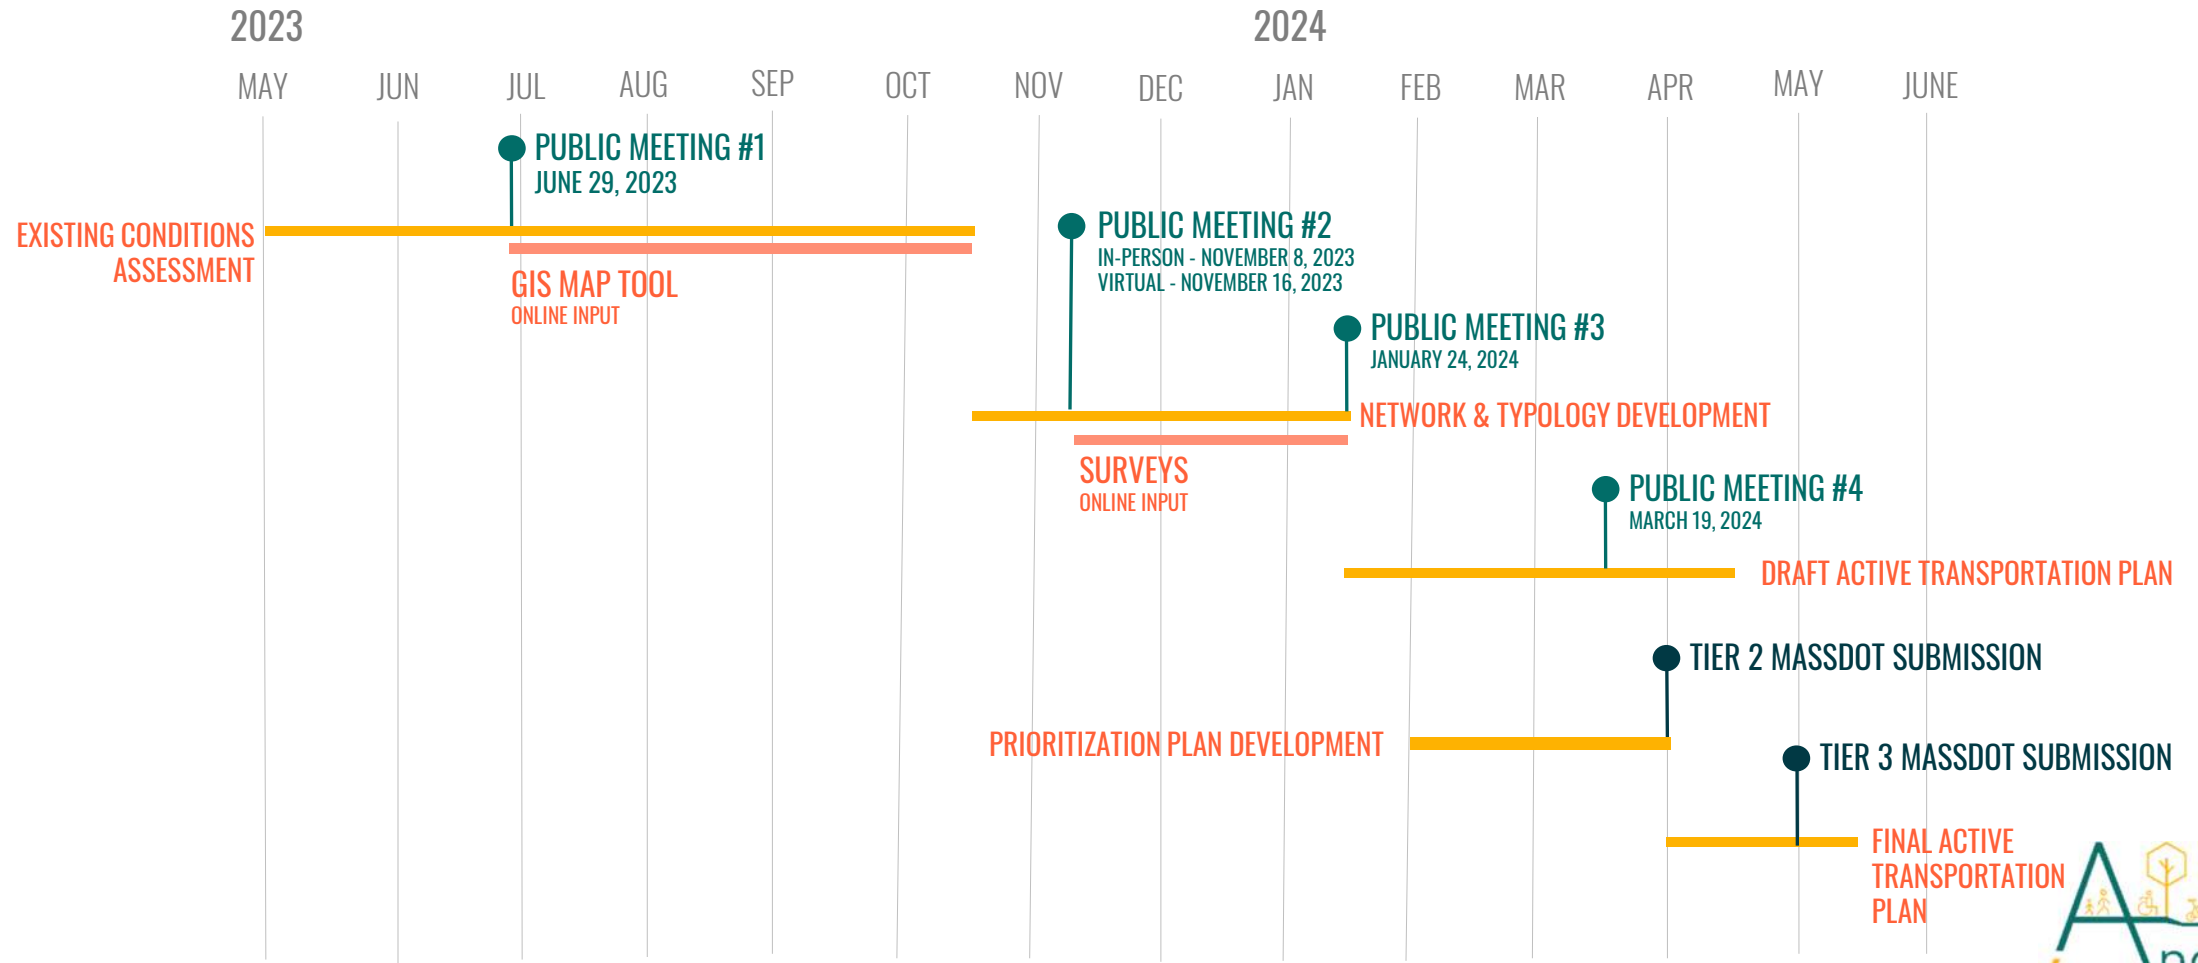 2023
2024
MAY
JUN
JUL
AUG
SEP
OCT
NOV
DEC
JAN
FEB
MAR
APR
MAY
JUNE
PUBLIC MEETING #1
JUNE 29, 2023
EXISTING CONDITIONS
ASSESSMENT
GIS MAP TOOL
ONLINE INPUT
PUBLIC MEETING #2
IN-PERSON - NOVEMBER 8, 2023
VIRTUAL - NOVEMBER 16, 2023
PUBLIC MEETING #3
JANUARY 24, 2024
NETWORK & TYPOLOGY DEVELOPMENT
SURVEYS
ONLINE INPUT
PUBLIC MEETING #4
MARCH 19, 2024
DRAFT ACTIVE TRANSPORTATION PLAN
TIER 2 MASSDOT SUBMISSION
PRIORITIZATION PLAN DEVELOPMENT
TIER 3 MASSDOT SUBMISSION
FINAL ACTIVE
TRANSPORTATION
PLAN